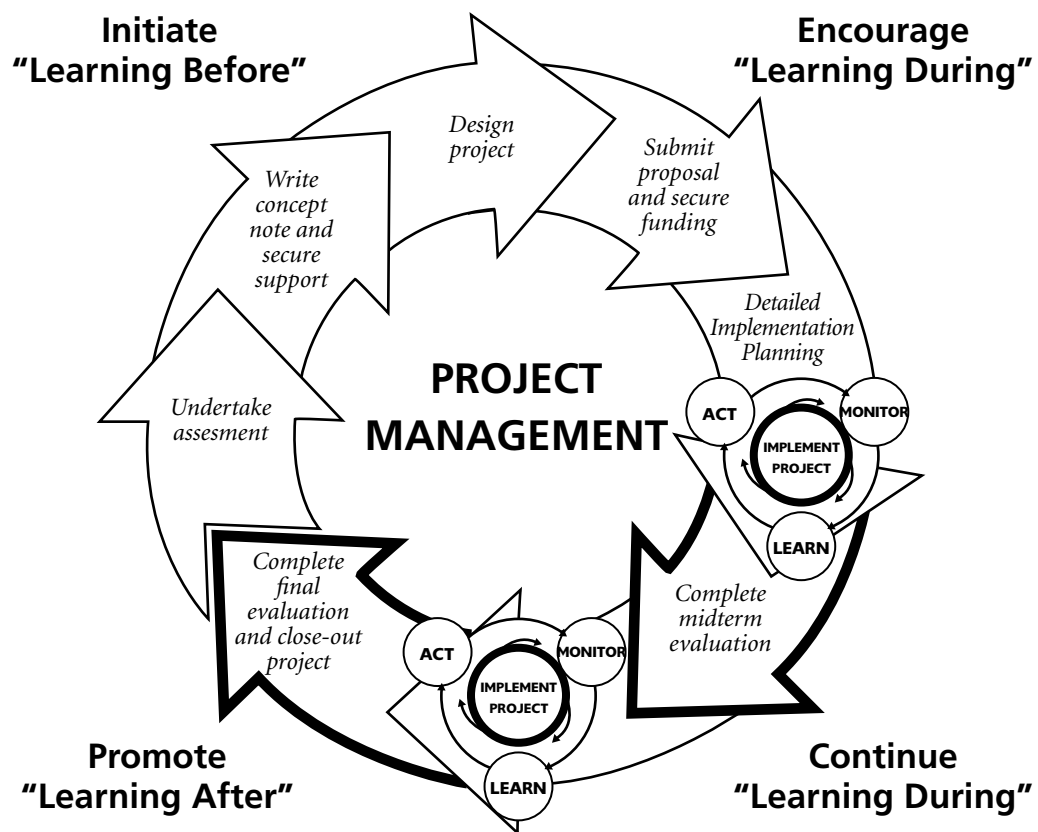 Initiate
“Learning Before”
Encourage
“Learning During”
Design
project
Submit
proposal
and secure
funding
Write
concept
note and
secure
support
Detailed
Implementation
Planning
PROJECT
MANAGEMENT
Undertake
assesment
ACT
MONITOR
IMPLEMENT
PROJECT
LEARN
Complete
midterm
evaluation
Complete
final
evaluation
and close-out
project
ACT
MONITOR
IMPLEMENT
PROJECT
LEARN
Promote
“Learning After”
Continue
“Learning During”